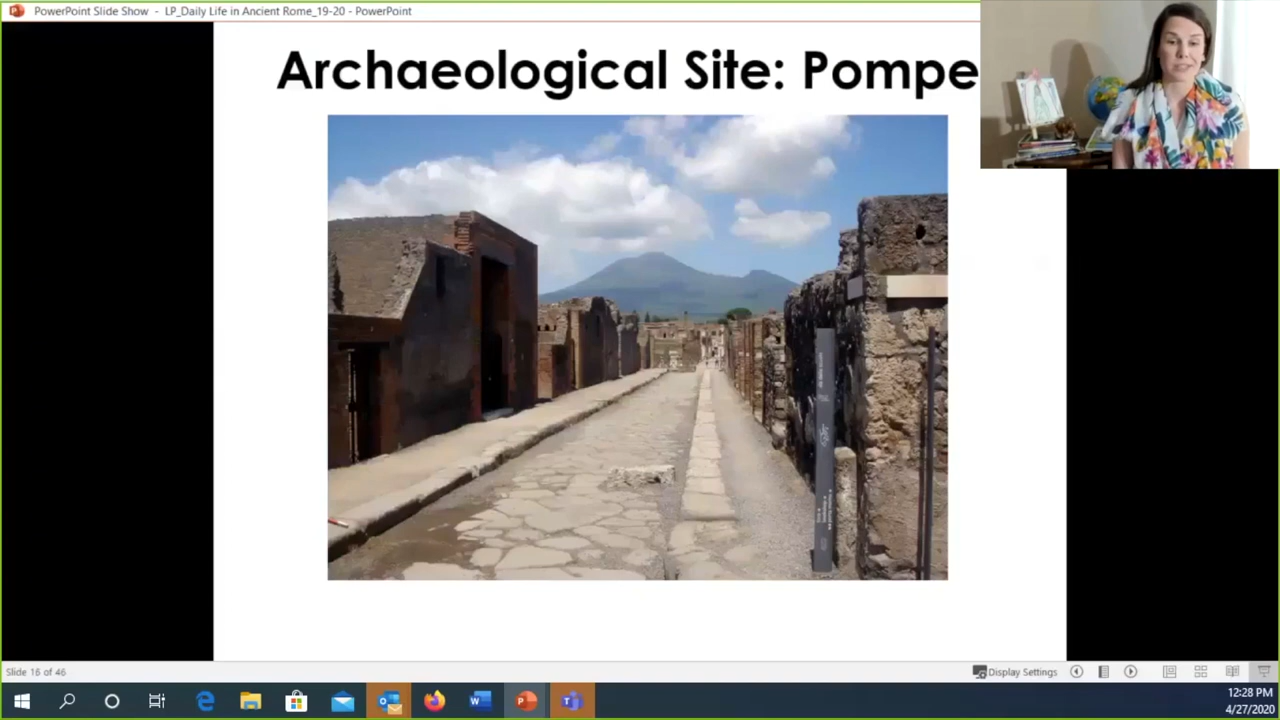 PowerPoint Slide Show - LP_Daily Life in Ancient Rome_19-20 - PowerPoint
Archaeological Site: Pompe
Slide 16 of 46
Display Settings
12:28 PM
4/27/2020